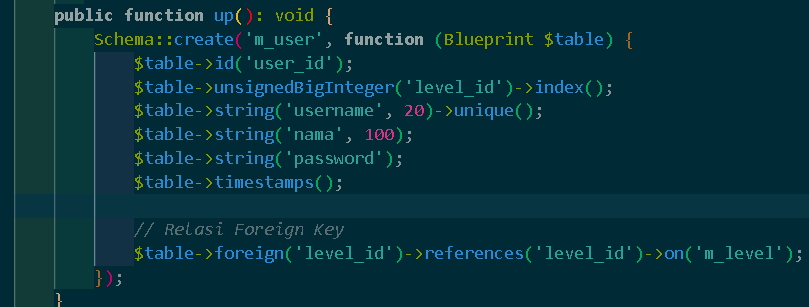 public function up(): void {
Schema::create('m_user', function (Blueprint $table) {
$table->id('user_id');
$table->unsignedBigInteger('level_id')->index();
$table->string('username', 20)->unique();
$table->string('nama', 100);
$table->string('password');
$table->timestamps();
// Relasi Foreign Key
$table->foreign('level_id')->references('level_id')->on('m_level');
});
}